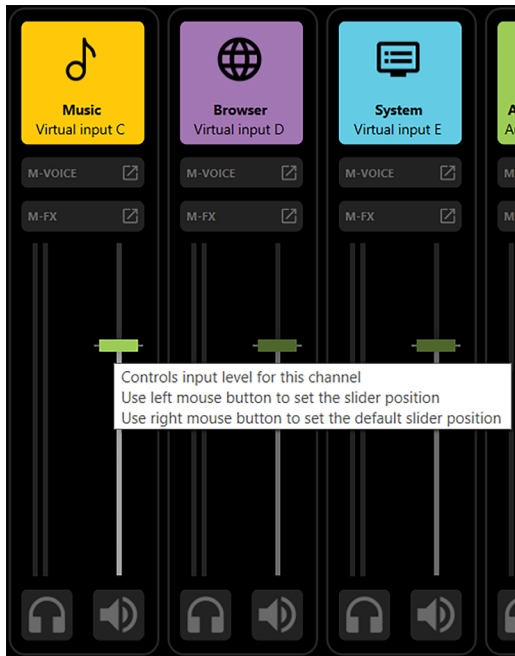 Music
Virtual input C
M-VOICE
M-FX
Browser
Virtual input D
M-VOICE
M-FX
System
Virtual input E
M-VOICE
M-FX
A
A
M
M
Controls input level for this channel
Use left mouse button to set the slider position
Use right mouse button to set the default slider position